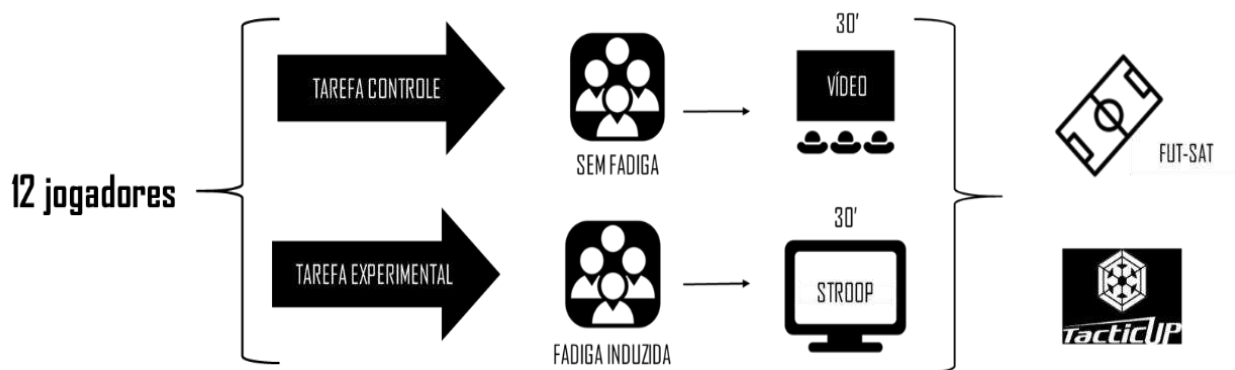 12 jogadores
TAREFA CONTROLE
SEM FADIGA
30’
VÍDEO
TAREFA EXPERIMENTAL
FADIGA INDUZIDA
30’
STROOP
FUT-SAT
TacticUP